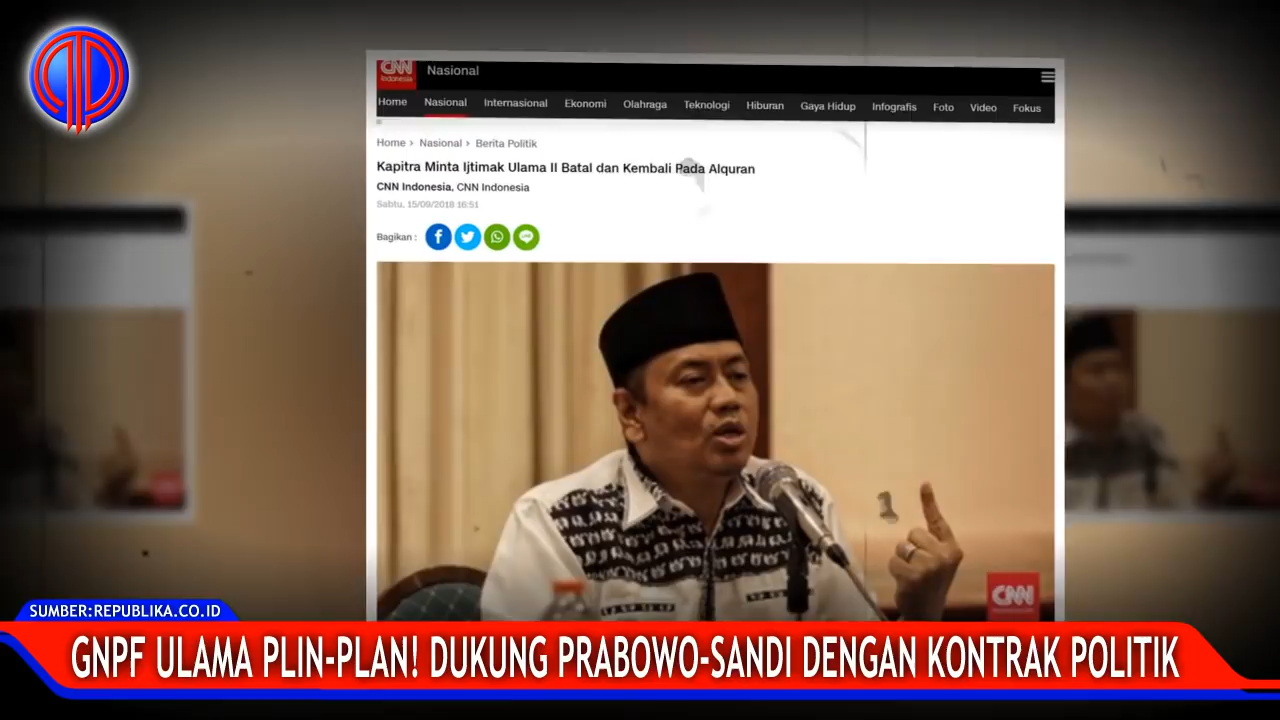 CNN
Indonesia
Nasional
Home Nasional Internasional Ekonomi Olahraga Teknologi Hiburan Gaya Hidup Infografis Foto Video Fokus
Home > Nasional > Berita Politik
Kapitra Minta Ijtimak Ulama II Batal dan Kembali Pada Alquran
CNN Indonesia, CNN Indonesia
Sabtu, 15/09/2018 16:51
Bagikan :
1
CNN
SUMBER:REPUBLIKA.CO.ID
GNPF ULAMA PLIN-PLAN! DUKUNG PRABOWO-SANDI DENGAN KONTRAK POLITIK